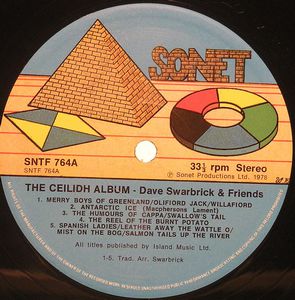 SONET
SNTF 764A
SNTF 764A
33⅓ rpm Stereo
℗ Sonet Productions Ltd. 1978
THE CEILIDH ALBUM - Dave Swarbrick & Friends
1. MERRY BOYS OF GREENLAND/OLIFIORD JACK/WILLAFIORD
2. ANTARCTIC ICE (Macphersons Lament)
3. THE HUMOURS OF CAPPA/SWALLOW'S TAIL
4. THE REEL OF THE BURNT POTATO
5. SPANISH LADIES/LEATHER AWAY THE WATTLE O/
MIST ON THE BOG/SALMON TAILS UP THE RIVER
All titles published by Island Music Ltd.
1-5. Trad. Arr. Swarbrick